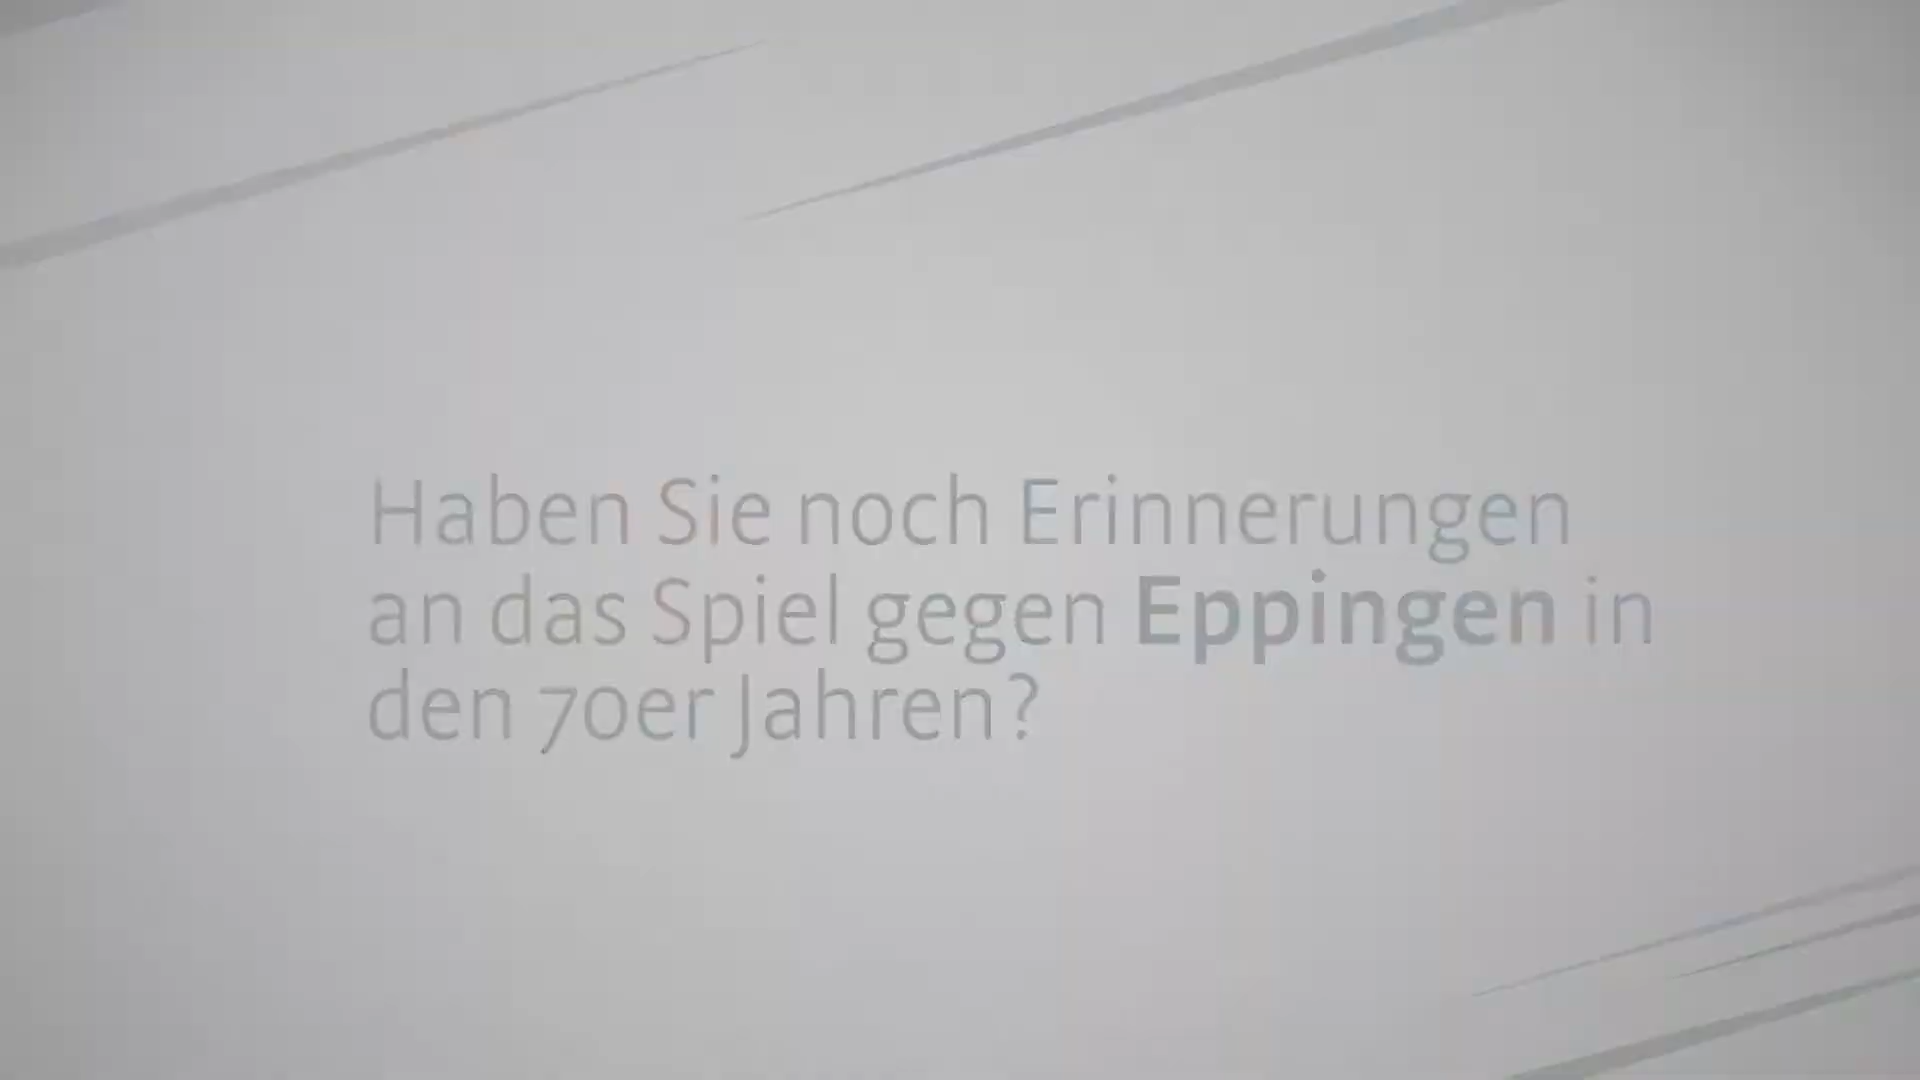 Haben Sie noch Erinnerungen
an das Spiel gegen Eppingen in
den 70er Jahren?